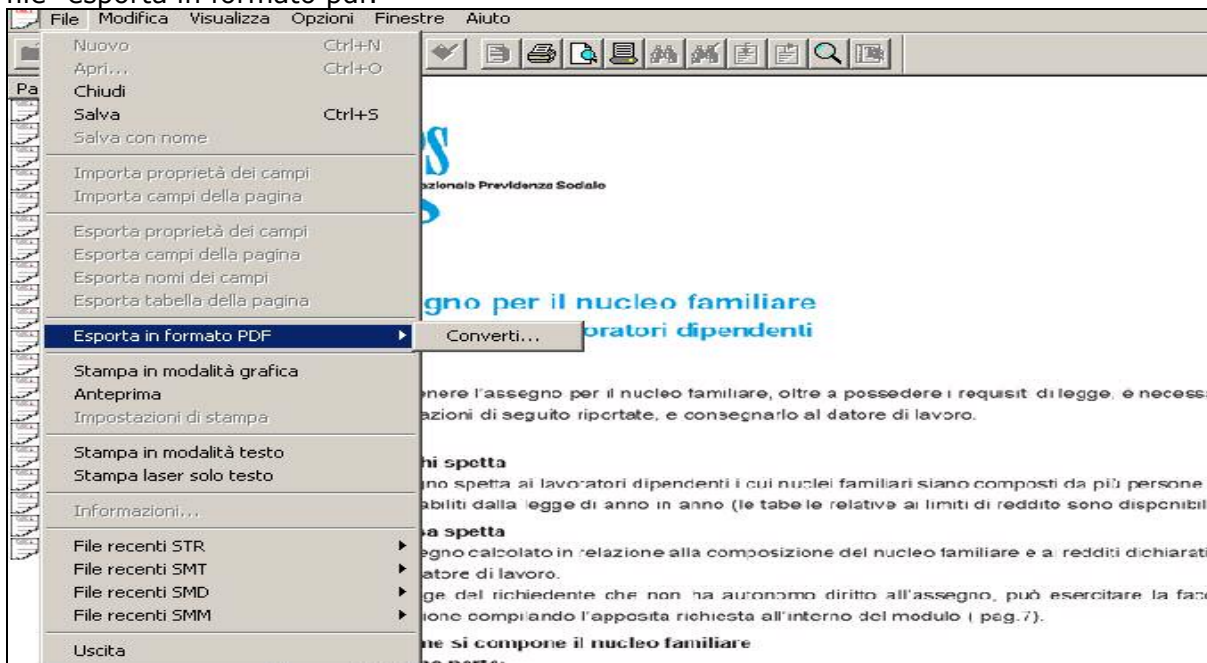 file- esporta in formato pdf.
File Modifica Visualizza Opzioni Finestre Aiuto
Pa
Nuovo Ctrl+N
Apri... Ctrl+O
Chiudi
Salva Ctrl+S
Salva con nome
Importa proprietà dei campi
Importa campi della pagina
Esporta proprietà dei campi
Esporta campi della pagina
Esporta nomi dei campi
Esporta tabella della pagina
Esporta in formato PDF
Converti...
Stampa in modalità grafica
Anteprima
Impostazioni di stampa
Stampa in modalità testo
Stampa laser solo testo
Informazioni...
File recenti STR
File recenti SMT
File recenti SMD
File recenti SMM
Uscita
PS
azionale Previdenza Sociale
gno per il nucleo familiare
oratori dipendenti
enere l'assegno per il nucleo familiare, oltre a possedere i requisiti di legge, è necess
azioni di seguito riportate, e consegnarlo al datore di lavoro.
hi spetta
gno spetta ai lavoratori dipendenti i cui nuclei familiari siano composti da più persone
abiliti dalla legge di anno in anno (le tabelle relative ai limiti di reddito sono disponibil
sa spetta
egno calcolato in relazione alla composizione del nucleo familiare e ai redditi dichiarati
atore di lavoro.
ge del richiedente che non ha autonomo diritto all'assegno, può esercitare la faco
ione compilando l'apposita richiesta all'interno del modulo ( pag.7).
me si compone il nucleo familiare